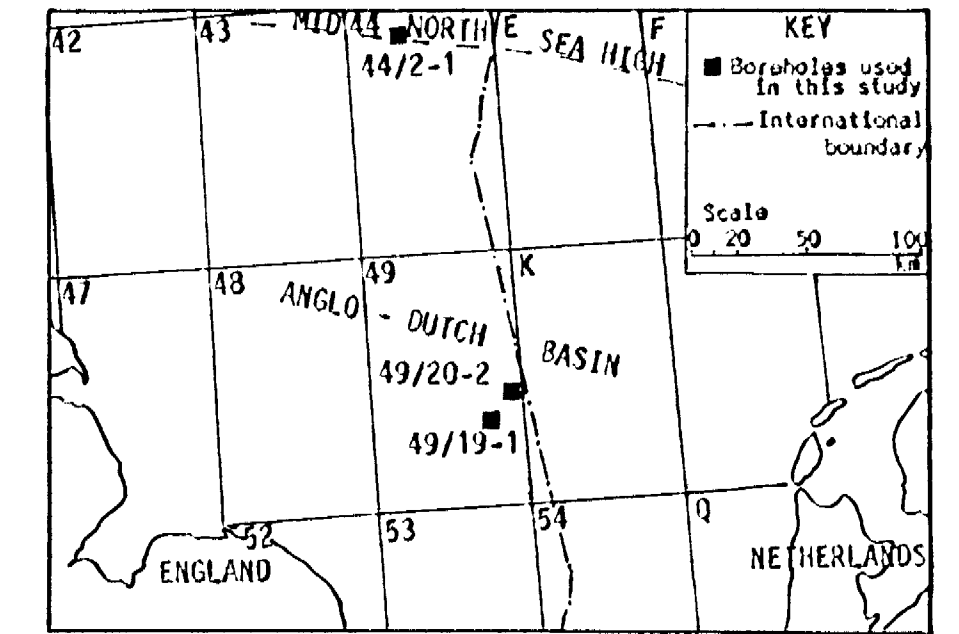 42
43
MID
44
NORTH
E
SEA HIGH
F
44/2-1
KEY
Boreholes used
in this study
International
boundary
Scale
0 20 50 100
Km
47
48
49
K
ANGLO - DUTCH
BASIN
49/20-2
49/19-1
52
53
54
Q
ENGLAND
NETHERLANDS